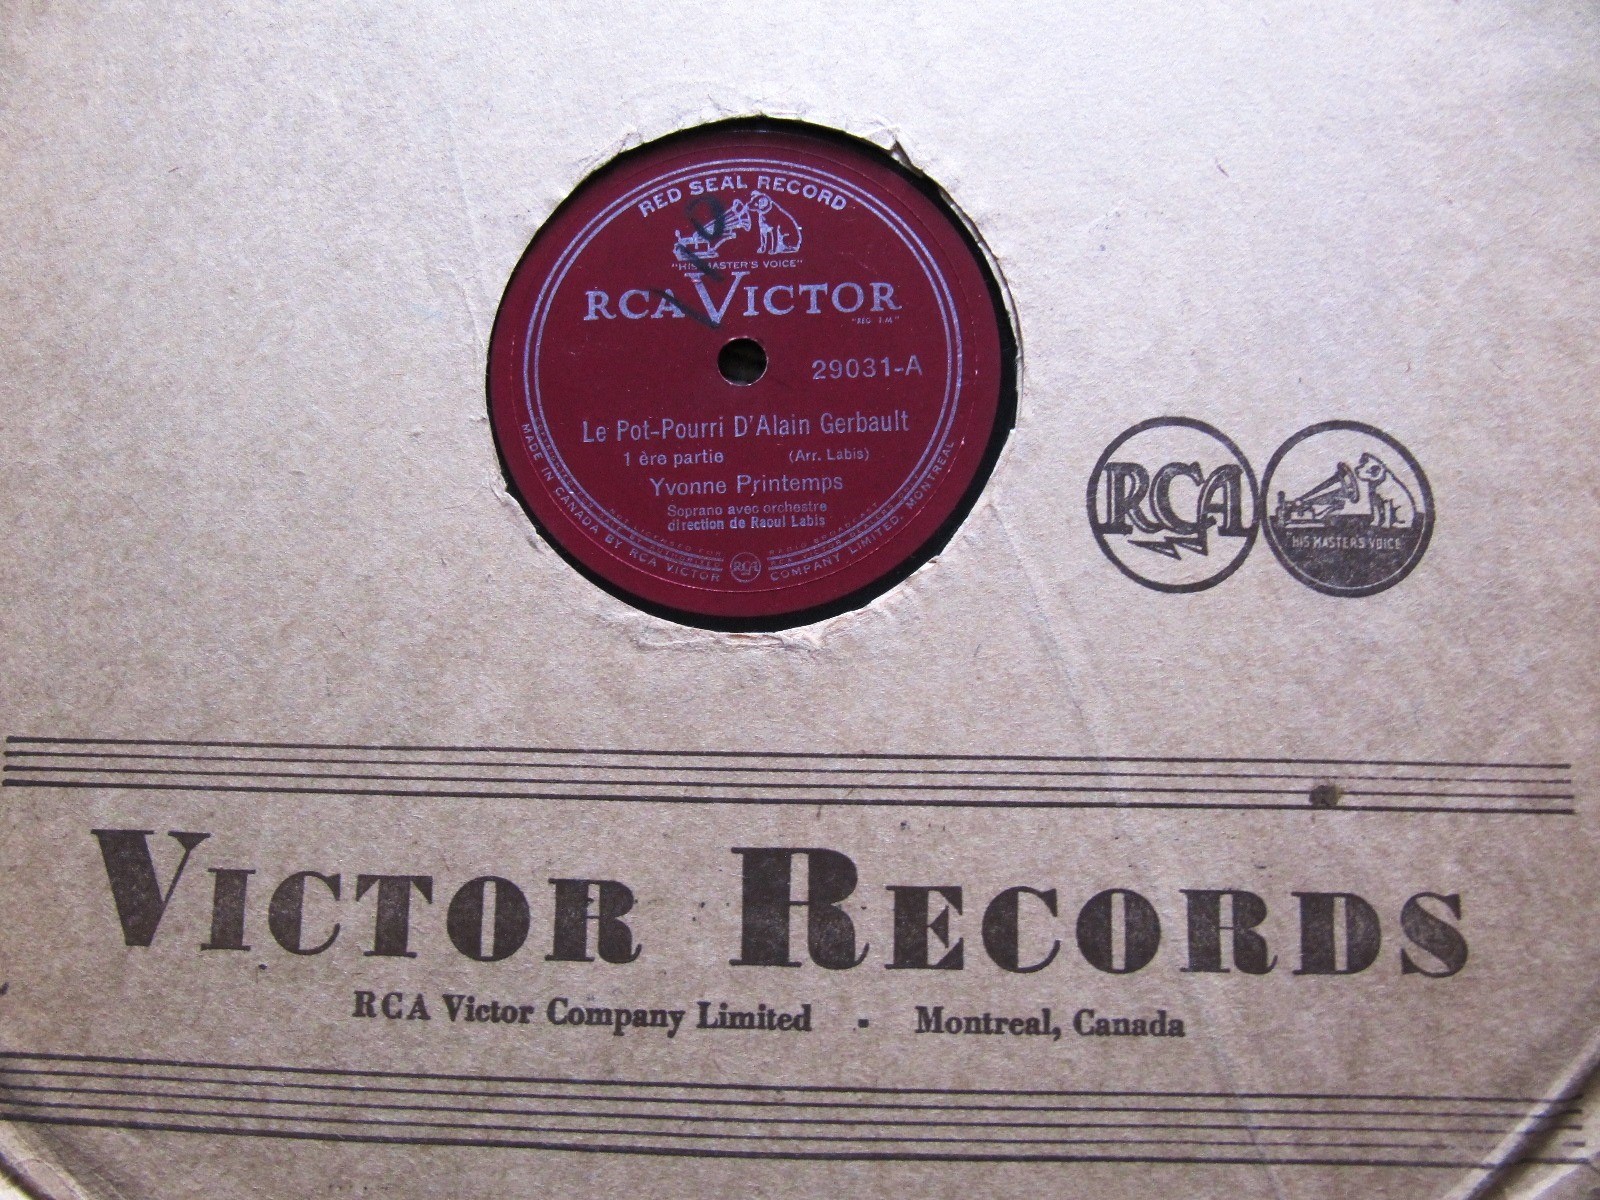 RED SEAL RECORD
"HIS MASTER'S VOICE"
RCA VICTOR
"REG. T.M."
29031-A
Le Pot-Pourri D'Alain Gerbault
1 ère partie (Arr. Labis)
Yvonne Printemps
Soprano avec orchestre
direction de Raoul Labis
MADE IN CANADA BY RCA VICTOR COMPANY LIMITED, MONTREAL
RCA
RCA
"HIS MASTER'S VOICE"
VICTOR RECORDS
RCA Victor Company Limited · Montreal, Canada